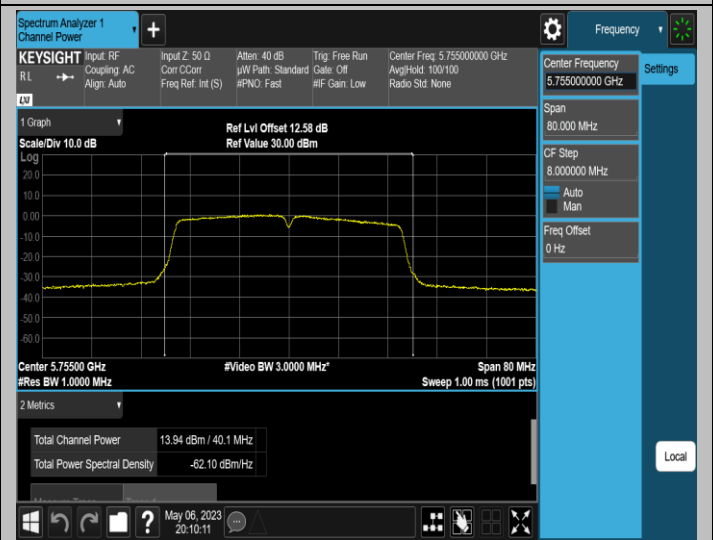 Spectrum Analyzer 1
Channel Power
+
Frequency
KEYSIGHT
RL
LXI
Input: RF
Coupling: AC
Align: Auto
Input Z: 50 Ω
Corr CCorr
Freq Ref: Int (S)
Atten: 40 dB
µW Path: Standard
#PNO: Fast
Trig: Free Run
Gate: Off
#IF Gain: Low
Center Freq: 5.755000000 GHz
Avg|Hold: 100/100
Radio Std: None
Center Frequency
5.755000000 GHz
Settings
Span
80.000 MHz
CF Step
8.000000 MHz
Auto
Man
Freq Offset
0 Hz
1 Graph
Scale/Div 10.0 dB
Ref Lvl Offset 12.58 dB
Ref Value 30.00 dBm
Log
20.0
10.0
0.00
-10.0
-20.0
-30.0
-40.0
-50.0
-60.0
Center 5.75500 GHz
#Res BW 1.0000 MHz
#Video BW 3.0000 MHz*
Span 80 MHz
Sweep 1.00 ms (1001 pts)
2 Metrics
Total Channel Power 13.94 dBm / 40.1 MHz
Total Power Spectral Density -62.10 dBm/Hz
Local
?
May 06, 2023
20:10:11